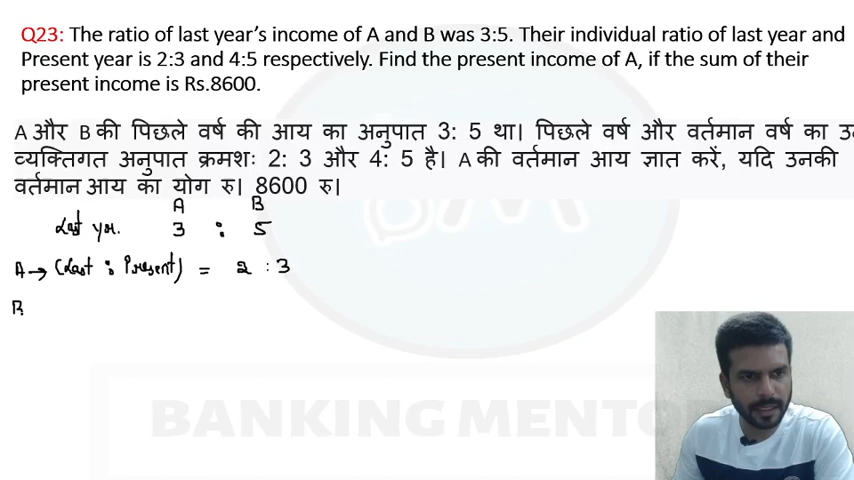 Q23: The ratio of last year's income of A and B was 3:5. Their individual ratio of last year and
Present year is 2:3 and 4:5 respectively. Find the present income of A, if the sum of their
present income is Rs.8600.
A और B की पिछले वर्ष की आय का अनुपात 3: 5 था। पिछले वर्ष और वर्तमान वर्ष का
व्यक्तिगत अनुपात क्रमशः 2: 3 और 4: 5 है। A की वर्तमान आय ज्ञात करें, यदि उनकी
वर्तमान आय का योग रु। 8600 रु।
A B
Last yr. 3 : 5
A → (Last : Present) = 2 : 3
B
BANKING MENTOR